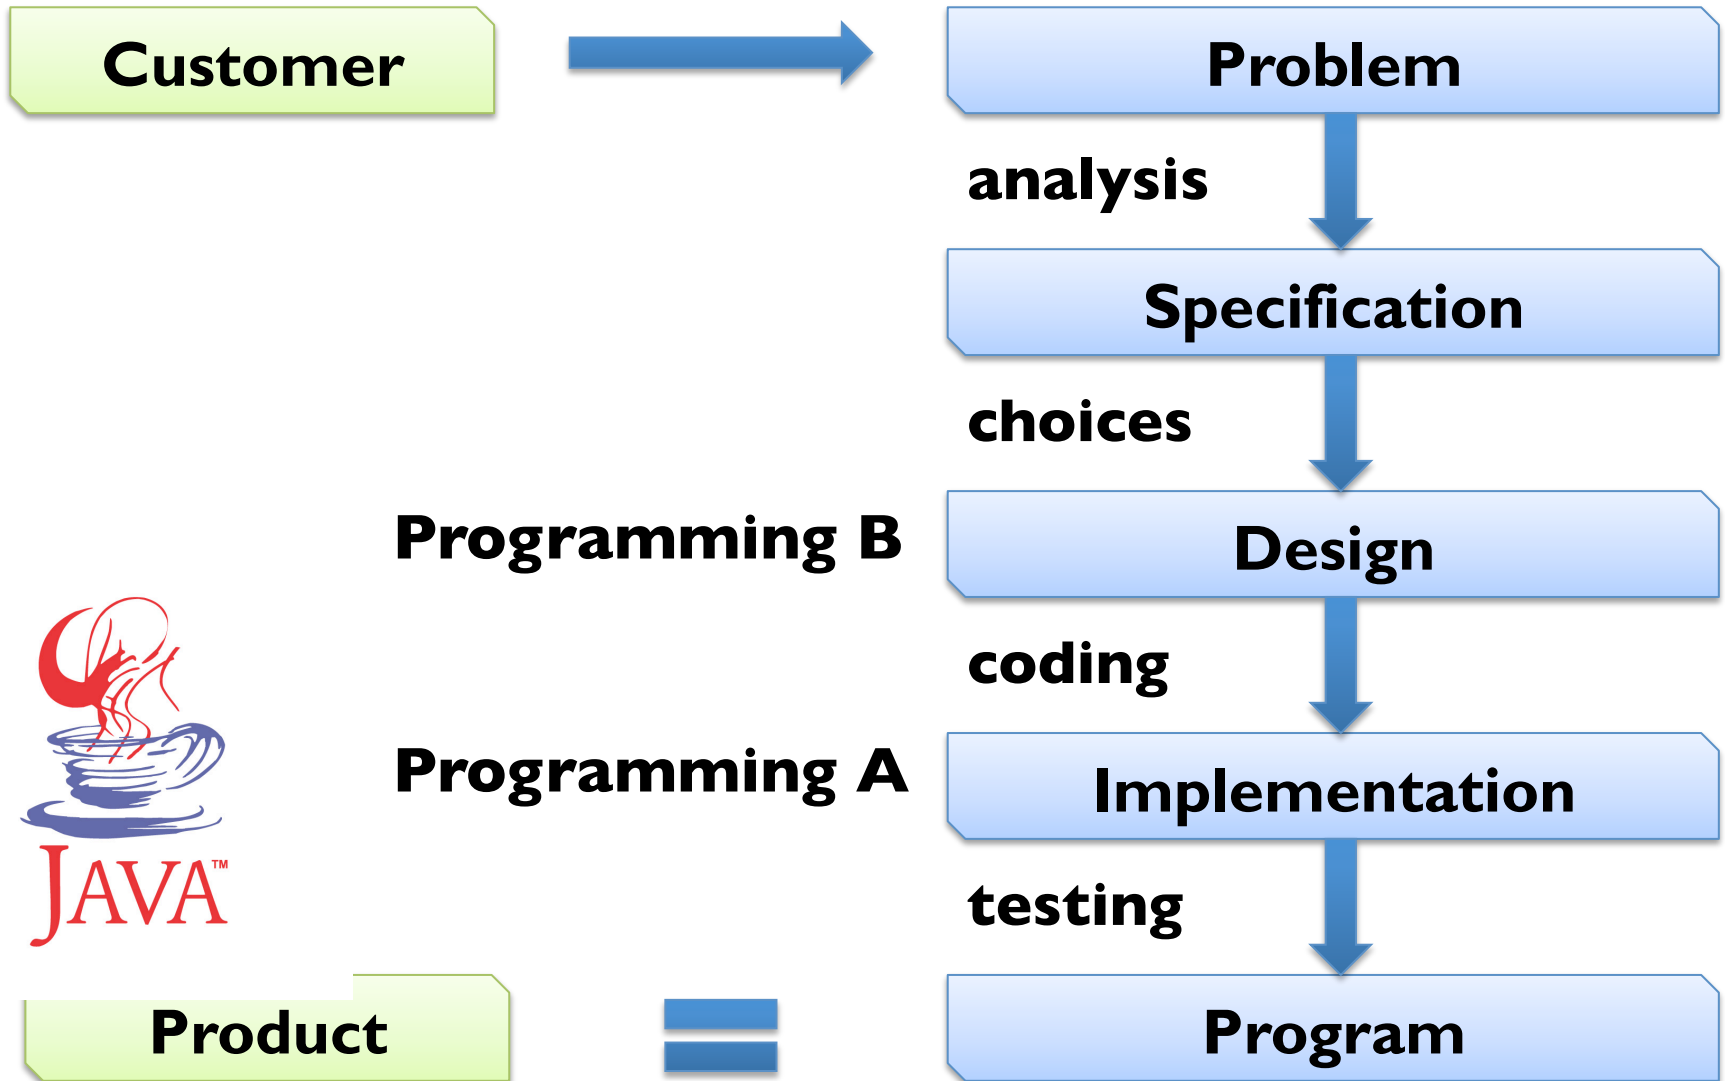 Customer
Problem
analysis
Specification
choices
Programming B
Design
coding
Programming A
Implementation
JAVA™
testing
Product
Program